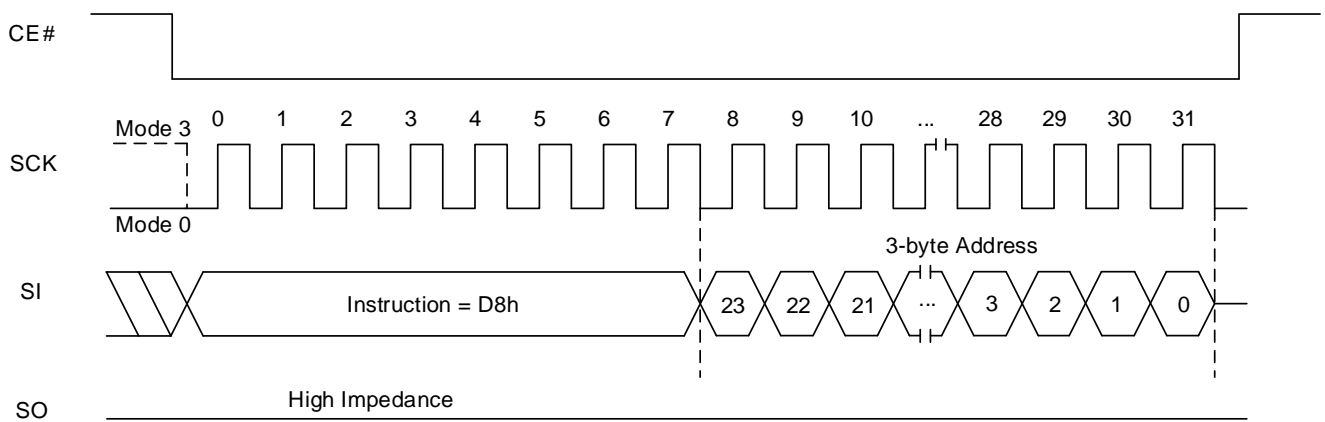 CE#
Mode 3
0 1 2 3 4 5 6 7 8 9 10 ... 28 29 30 31
SCK
Mode 0
3-byte Address
SI
Instruction = D8h
23 22 21 ... 3 2 1 0
High Impedance
SO